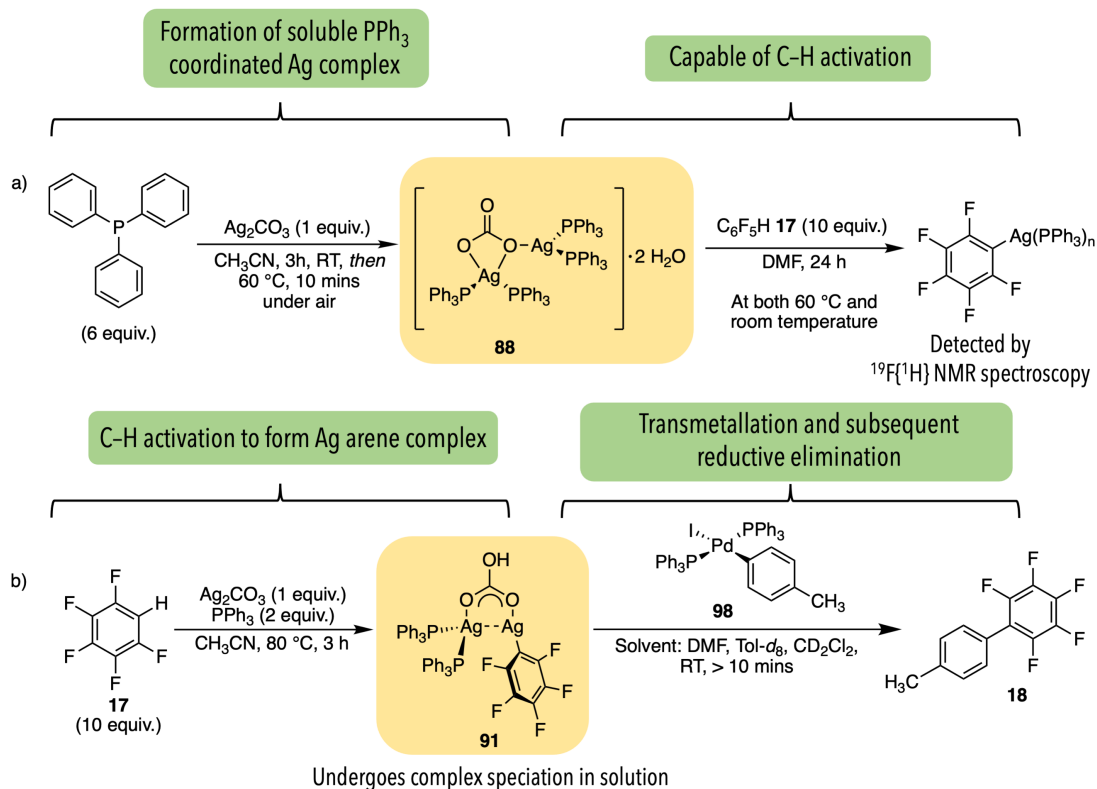 Formation of soluble PPh3
coordinated Ag complex
Capable of C–H activation
a)
P
(6 equiv.)
Ag2CO3 (1 equiv.)
CH3CN, 3h, RT, then
60 °C, 10 mins
under air
O
O
O
Ag
PPh3
PPh3
Ag
Ph3P
PPh3
·2 H2O
88
C6F5H 17 (10 equiv.)
DMF, 24 h
At both 60 °C and
room temperature
F
F
Ag(PPh3)n
F
F
F
Detected by
19F{1H} NMR spectroscopy
C–H activation to form Ag arene complex
Transmetallation and subsequent
reductive elimination
b)
F
F
H
F
F
F
17
(10 equiv.)
Ag2CO3 (1 equiv.)
PPh3 (2 equiv.)
CH3CN, 80 °C, 3 h
OH
O
O
Ph3P
Ag
Ag
Ph3P
F
F
F
F
F
91
Undergoes complex speciation in solution
I
PPh3
Pd
Ph3P
CH3
98
Solvent: DMF, Tol-d8, CD2Cl2,
RT, > 10 mins
F
F
F
F
F
H3C
18